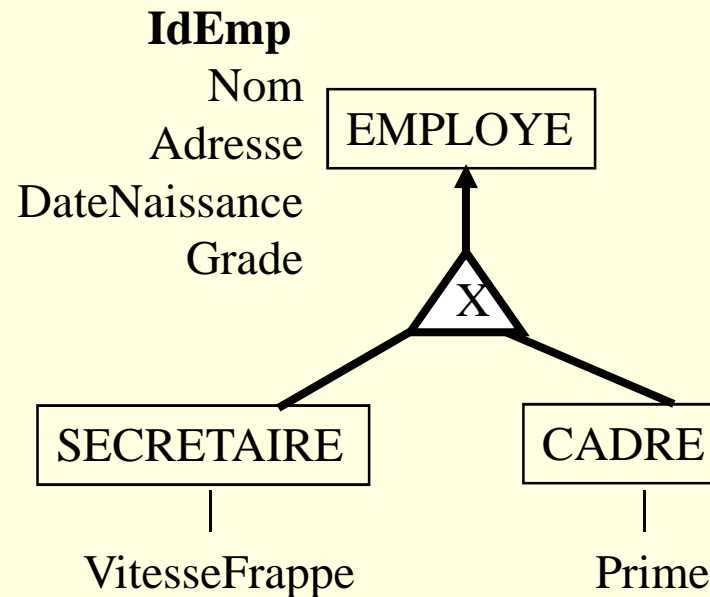 IdEmp
Nom
Adresse
DateNaissance
Grade
EMPLOYE
X
SECRETAIRE
CADRE
VitesseFrappe
Prime